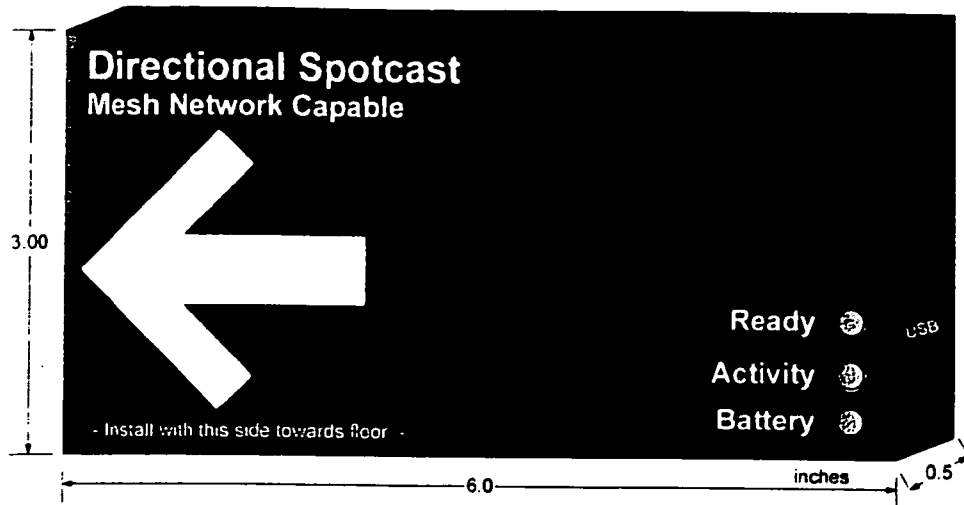 Directional Spotcast
Mesh Network Capable
3.00
Ready
USB
Activity
Battery
- Install with this side towards floor -
inches
0.5
6.0